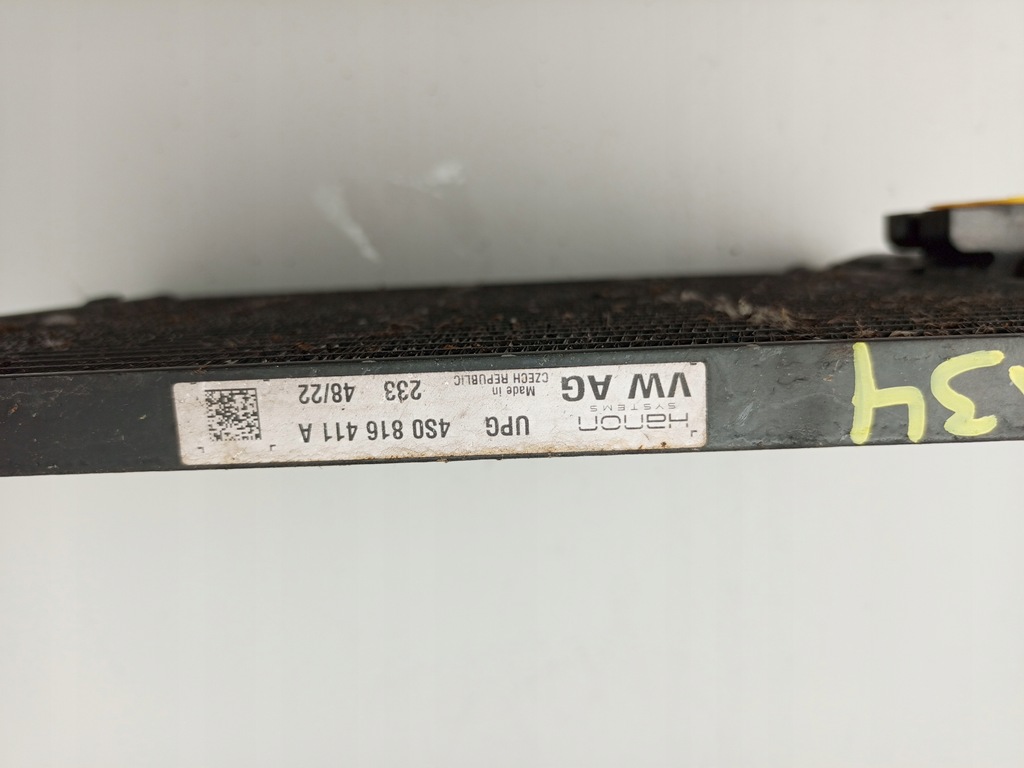 Hanon UPG 4S0 816 411 A
SYSTEMS
VW AG Made in 233 48/22
CZECH REPUBLIC
34